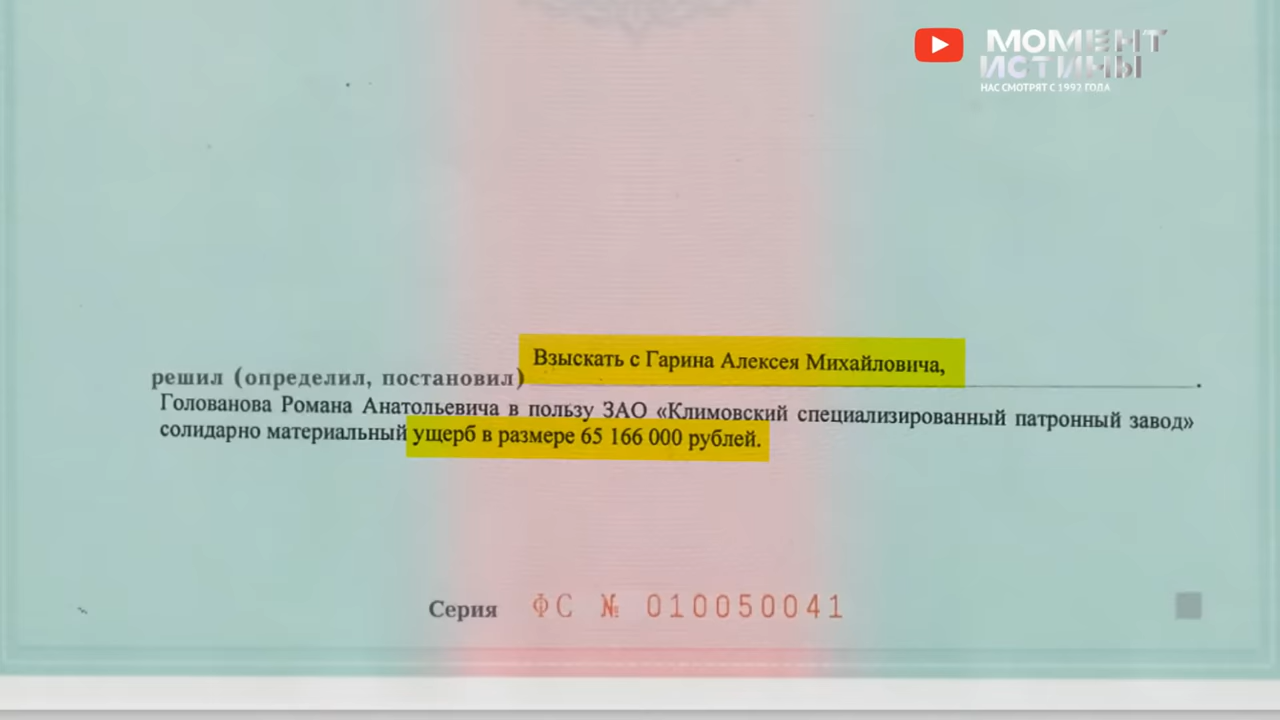 МОМЕНТ
ИСТИНЫ
НАС СМОТРЯТ С 1992 ГОДА
Взыскать с Гарина Алексея Михайловича,
решил (определил, постановил)
Голованова Романа Анатольевича в пользу ЗАО «Климовский специализированный патронный завод»
солидарно материальный ущерб в размере 65 166 000 рублей.
Серия ФС № 010050041